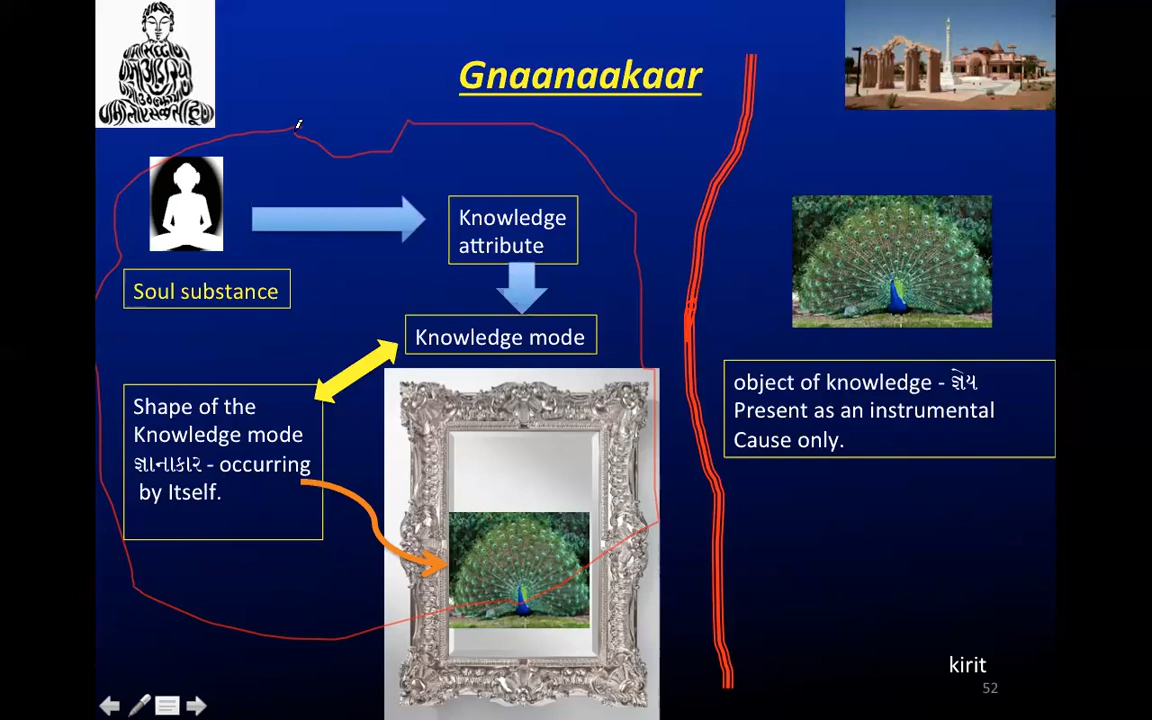 Gnaanaakaar
Knowledge
attribute
Soul substance
Knowledge mode
Shape of the
Knowledge mode
જ્ઞાનાકાર - occurring
by Itself.
object of knowledge - જ્ઞેય
Present as an instrumental
Cause only.
kirit
52